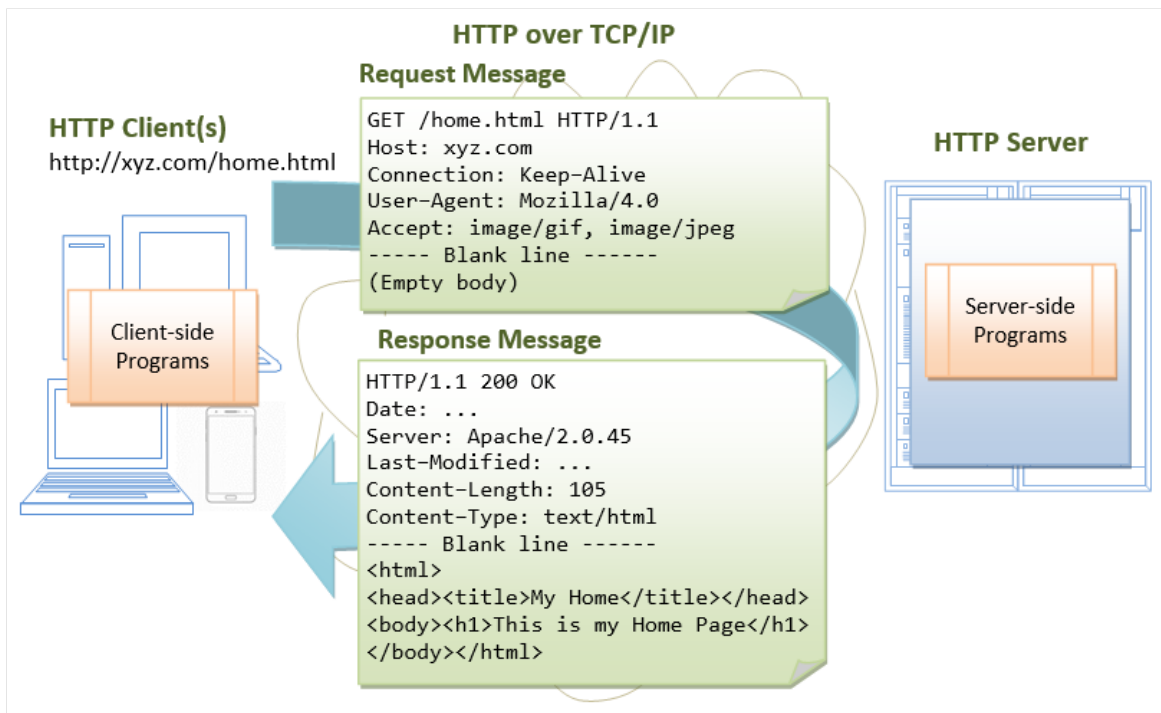 HTTP over TCP/IP
Request Message
HTTP Client(s)
http://xyz.com/home.html
GET /home.html HTTP/1.1
Host: xyz.com
Connection: Keep-Alive
User-Agent: Mozilla/4.0
Accept: image/gif, image/jpeg
----- Blank line ------
(Empty body)
HTTP Server
Client-side
Programs
Server-side
Programs
Response Message
HTTP/1.1 200 OK
Date: ...
Server: Apache/2.0.45
Last-Modified: ...
Content-Length: 105
Content-Type: text/html
----- Blank line ------
<html>
<head><title>My Home</title></head>
<body><h1>This is my Home Page</h1>
</body></html>